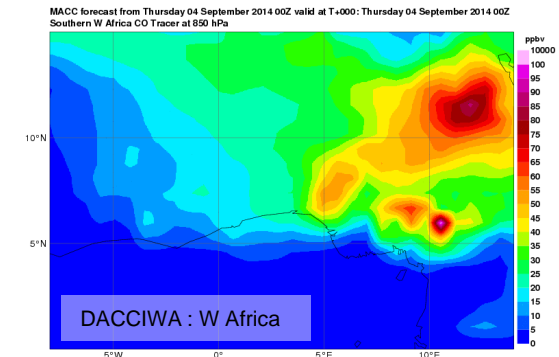 MACC forecast from Thursday 04 September 2014 00Z valid at T+000: Thursday 04 September 2014 00Z
Southern W Africa CO Tracer at 850 hPa
ppbv
10000
100
95
90
85
80
75
70
65
60
55
50
45
40
35
30
25
20
15
10
5
0
10°N
5°N
DACCIWA : W Africa
5°W
0°
5°E
10°E